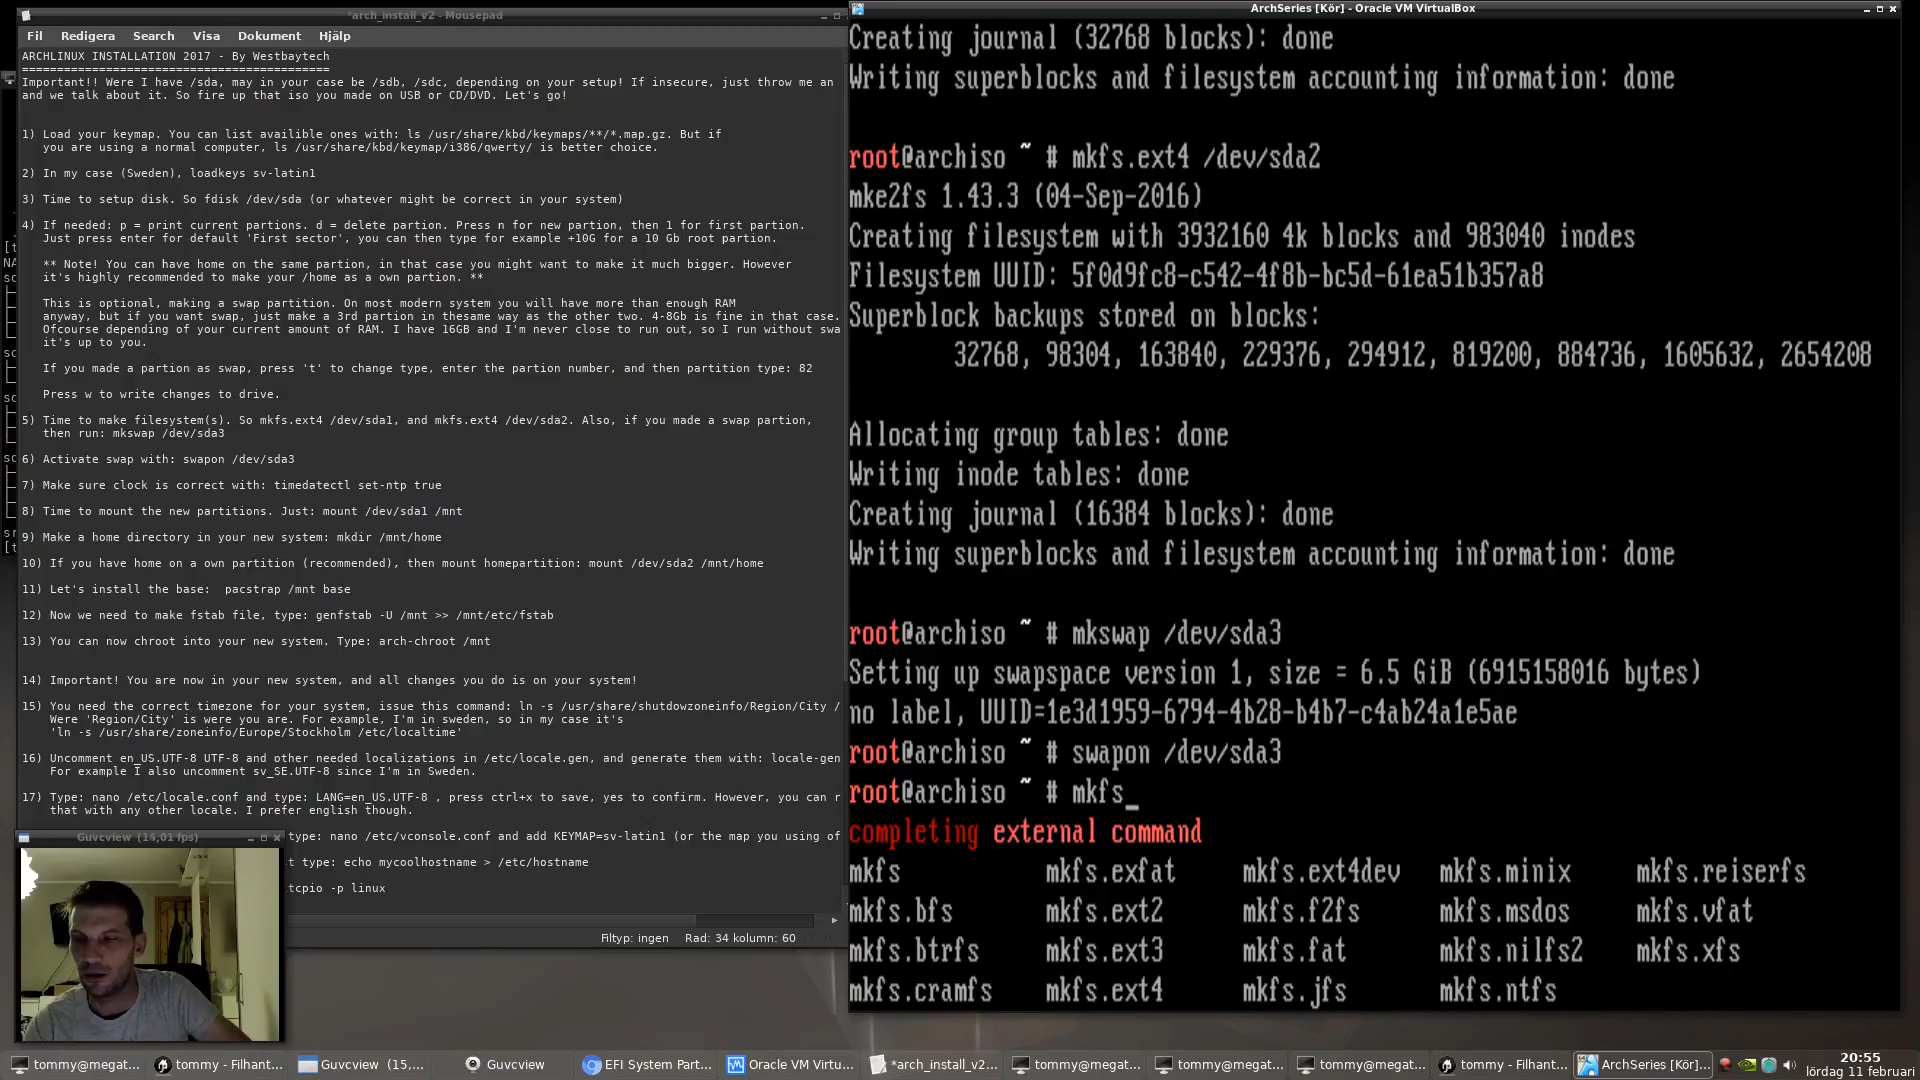 *arch_install_v2 - Mousepad
Fil Redigera Search Visa Dokument Hjälp
ARCHLINUX INSTALLATION 2017 - By Westbaytech
============================================
Important!! Were I have /sda, may in your case be /sdb, /sdc, depending on your setup! If insecure, just throw me an
and we talk about it. So fire up that iso you made on USB or CD/DVD. Let's go!
1) Load your keymap. You can list availible ones with: ls /usr/share/kbd/keymaps/**/*.map.gz. But if
you are using a normal computer, ls /usr/share/kbd/keymap/i386/qwerty/ is better choice.
2) In my case (Sweden), loadkeys sv-latin1
3) Time to setup disk. So fdisk /dev/sda (or whatever might be correct in your system)
4) If needed: p = print current partions. d = delete partion. Press n for new partion, then 1 for first partion.
Just press enter for default 'First sector', you can then type for example +10G for a 10 Gb root partion.
** Note! You can have home on the same partion, in that case you might want to make it much bigger. However
it's highly recommended to make your /home as a own partion. **
This is optional, making a swap partition. On most modern system you will have more than enough RAM
anyway, but if you want swap, just make a 3rd partion in thesame way as the other two. 4-8Gb is fine in that case.
Ofcourse depending of your current amount of RAM. I have 16GB and I'm never close to run out, so I run without swa
it's up to you.
If you made a partion as swap, press 't' to change type, enter the partion number, and then partition type: 82
Press w to write changes to drive.
5) Time to make filesystem(s). So mkfs.ext4 /dev/sda1, and mkfs.ext4 /dev/sda2. Also, if you made a swap partion,
then run: mkswap /dev/sda3
6) Activate swap with: swapon /dev/sda3
7) Make sure clock is correct with: timedatectl set-ntp true
8) Time to mount the new partitions. Just: mount /dev/sda1 /mnt
9) Make a home directory in your new system: mkdir /mnt/home
10) If you have home on a own partition (recommended), then mount homepartition: mount /dev/sda2 /mnt/home
11) Let's install the base:  pacstrap /mnt base
12) Now we need to make fstab file, type: genfstab -U /mnt >> /mnt/etc/fstab
13) You can now chroot into your new system. Type: arch-chroot /mnt
14) Important! You are now in your new system, and all changes you do is on your system!
15) You need the correct timezone for your system, issue this command: ln -s /usr/share/shutdowzoneinfo/Region/City /
Were 'Region/City' is were you are. For example, I'm in sweden, so in my case it's
'ln -s /usr/share/zoneinfo/Europe/Stockholm /etc/localtime'
16) Uncomment en_US.UTF-8 UTF-8 and other needed localizations in /etc/locale.gen, and generate them with: locale-gen
For example I also uncomment sv_SE.UTF-8 since I'm in Sweden.
17) Type: nano /etc/locale.conf and type: LANG=en_US.UTF-8 , press ctrl+x to save, yes to confirm. However, you can r
that with any other locale. I prefer english though.
type: nano /etc/vconsole.conf and add KEYMAP=sv-latin1 (or the map you using of
t type: echo mycoolhostname > /etc/hostname
tcpio -p linux
Filtyp: ingen Rad: 34 kolumn: 60
Guvcview (14,01 fps)
ArchSeries [Kör] - Oracle VM VirtualBox
Creating journal (32768 blocks): done
Writing superblocks and filesystem accounting information: done
root@archiso ~ # mkfs.ext4 /dev/sda2
mke2fs 1.43.3 (04-Sep-2016)
Creating filesystem with 3932160 4k blocks and 983040 inodes
Filesystem UUID: 5f0d9fc8-c542-4f8b-bc5d-61ea51b357a8
Superblock backups stored on blocks:
32768, 98304, 163840, 229376, 294912, 819200, 884736, 1605632, 2654208
Allocating group tables: done
Writing inode tables: done
Creating journal (16384 blocks): done
Writing superblocks and filesystem accounting information: done
root@archiso ~ # mkswap /dev/sda3
Setting up swapspace version 1, size = 6.5 GiB (6915158016 bytes)
no label, UUID=1e3d1959-6794-4b28-b4b7-c4ab24a1e5ae
root@archiso ~ # swapon /dev/sda3
root@archiso ~ # mkfs_
completing external command
mkfs mkfs.exfat mkfs.ext4dev mkfs.minix mkfs.reiserfs
mkfs.bfs mkfs.ext2 mkfs.f2fs mkfs.msdos mkfs.vfat
mkfs.btrfs mkfs.ext3 mkfs.fat mkfs.nilfs2 mkfs.xfs
mkfs.cramfs mkfs.ext4 mkfs.jfs mkfs.ntfs
tommy@megat... tommy - Filhant... Guvcview (15,... Guvcview EFI System Part... Oracle VM Virtu... *arch_install_v2... tommy@megat... tommy@megat... tommy@megat... tommy - Filhant... ArchSeries [Kör]...
20:55
lördag 11 februari